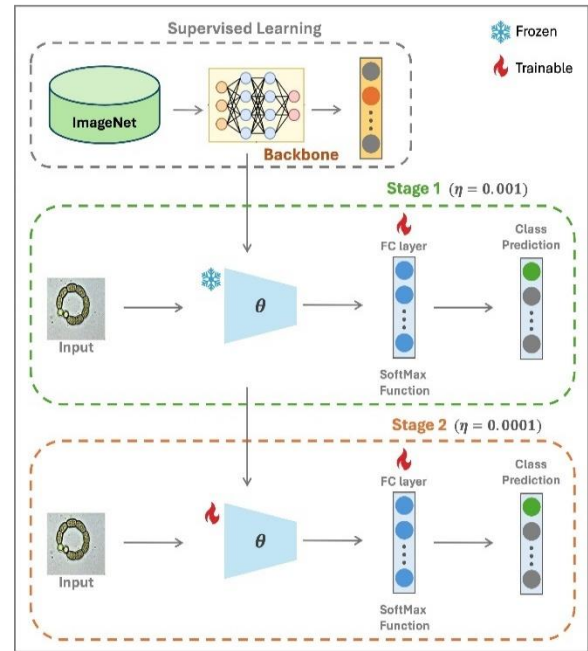 Supervised Learning
Frozen
Trainable
ImageNet
Backbone
Stage 1 (η = 0.001)
FC layer
Class
Prediction
θ
Input
SoftMax
Function
Stage 2 (η = 0.0001)
FC layer
Class
Prediction
θ
Input
SoftMax
Function